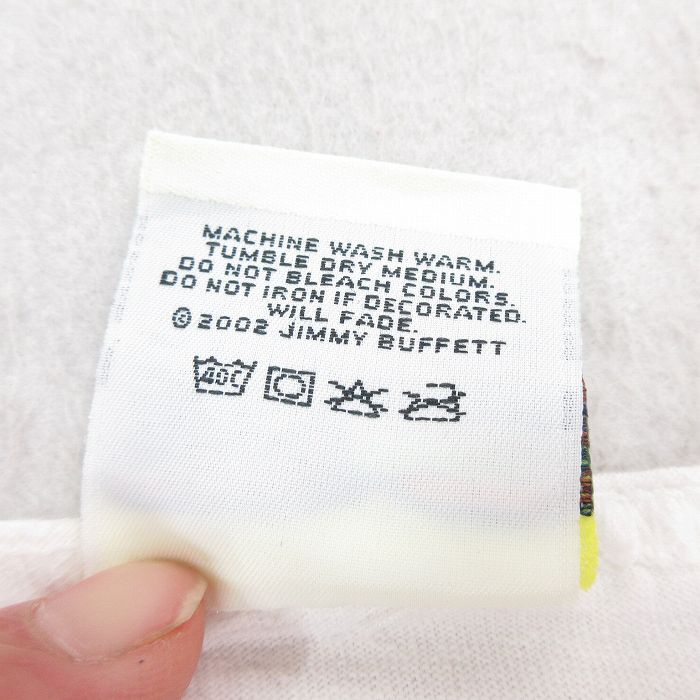 MACHINE WASH WARM.
TUMBLE DRY MEDIUM.
DO NOT BLEACH COLORS.
DO NOT IRON IF DECORATED.
WILL FADE.
© 2002 JIMMY BUFFETT
40C